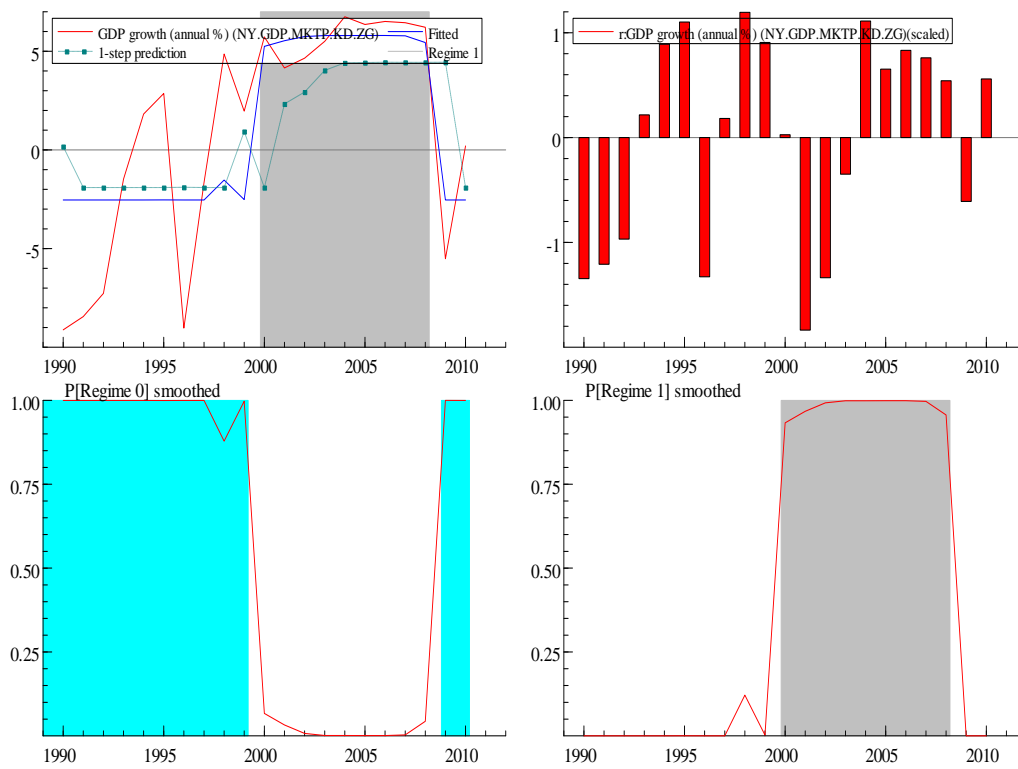 GDP growth (annual %) (NY.GDP.MKTP.KD.ZG) Fitted
1-step prediction Regime 1
5
0
-5
1990 1995 2000 2005 2010
r:GDP growth (annual %) (NY.GDP.MKTP.KD.ZG)(scaled)
1
0
-1
1990 1995 2000 2005 2010
P[Regime 0] smoothed
1.00
0.75
0.50
0.25
1990 1995 2000 2005 2010
P[Regime 1] smoothed
1.00
0.75
0.50
0.25
1990 1995 2000 2005 2010